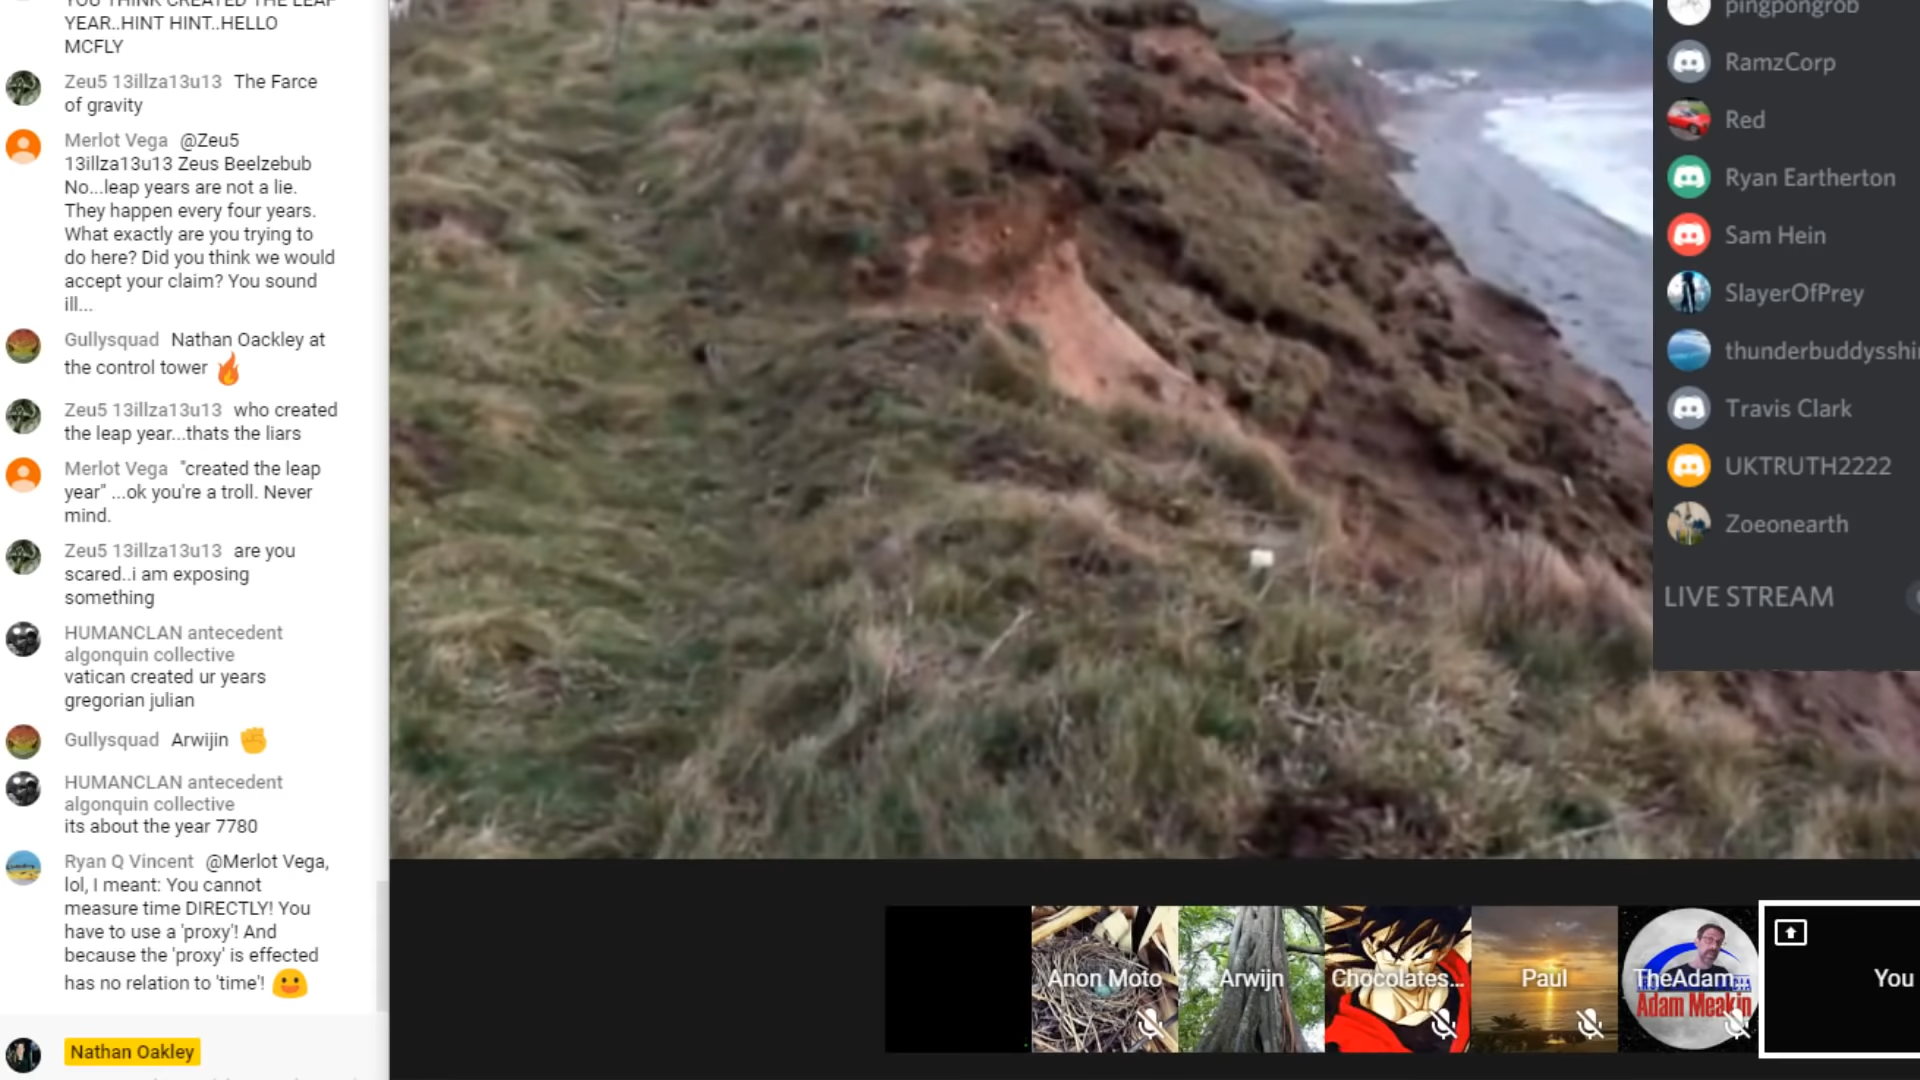 YOU THINK CREATED THE LEAP
YEAR..HINT HINT..HELLO
MCFLY
Zeu5 13illza13u13 The Farce
of gravity
Merlot Vega @Zeu5
13illza13u13 Zeus Beelzebub
No...leap years are not a lie.
They happen every four years.
What exactly are you trying to
do here? Did you think we would
accept your claim? You sound
ill...
Gullysquad Nathan Oackley at
the control tower 🔥
Zeu5 13illza13u13 who created
the leap year...thats the liars
Merlot Vega "created the leap
year" ...ok you're a troll. Never
mind.
Zeu5 13illza13u13 are you
scared..i am exposing
something
HUMANCLAN antecedent
algonquin collective
vatican created ur years
gregorian julian
Gullysquad Arwijin ✊
HUMANCLAN antecedent
algonquin collective
its about the year 7780
Ryan Q Vincent @Merlot Vega,
lol, I meant: You cannot
measure time DIRECTLY! You
have to use a 'proxy'! And
because the 'proxy' is effected
has no relation to 'time'! 😃
Nathan Oakley
pingpongrob
RamzCorp
Red
Ryan Eartherton
Sam Hein
SlayerOfPrey
thunderbuddysshi
Travis Clark
UKTRUTH2222
Zoeonearth
LIVE STREAM
Anon Moto
Arwijn
Chocolates...
Paul
TheAdam...
Adam Meakin
You